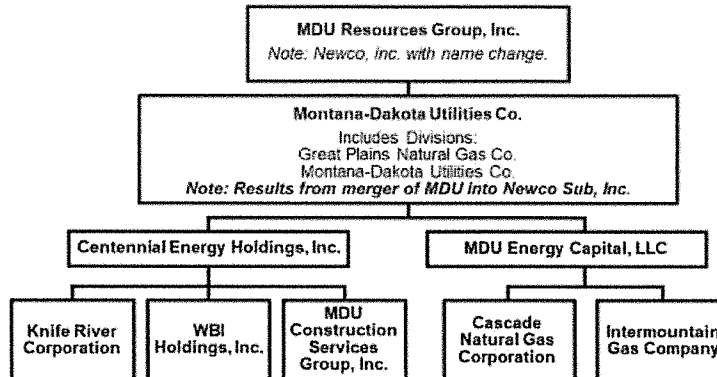 MDU Resources Group, Inc.
Note: Newco, Inc. with name change.
Montana-Dakota Utilities Co.
Includes Divisions:
Great Plains Natural Gas Co.
Montana-Dakota Utilities Co.
Note: Results from merger of MDU into Newco Sub, Inc.
Centennial Energy Holdings, Inc.
MDU Energy Capital, LLC
Knife River
Corporation
WBI
Holdings, Inc.
MDU
Construction
Services
Group, Inc.
Cascade
Natural Gas
Corporation
Intermountain
Gas Company